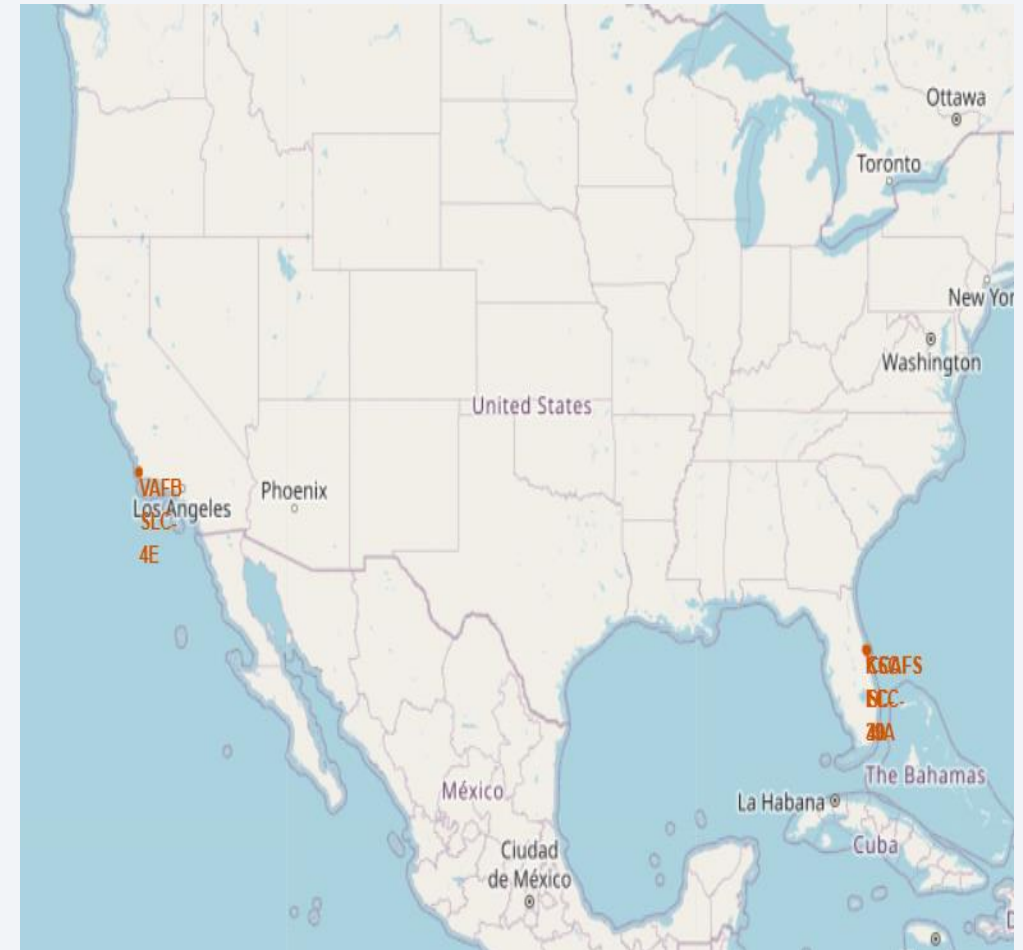 Ottawa
Toronto
New Yor
Washington
United States
VAFB
SLC-
4E
Los Angeles
Phoenix
The Bahamas
La Habana
México
Cuba
Ciudad
de México